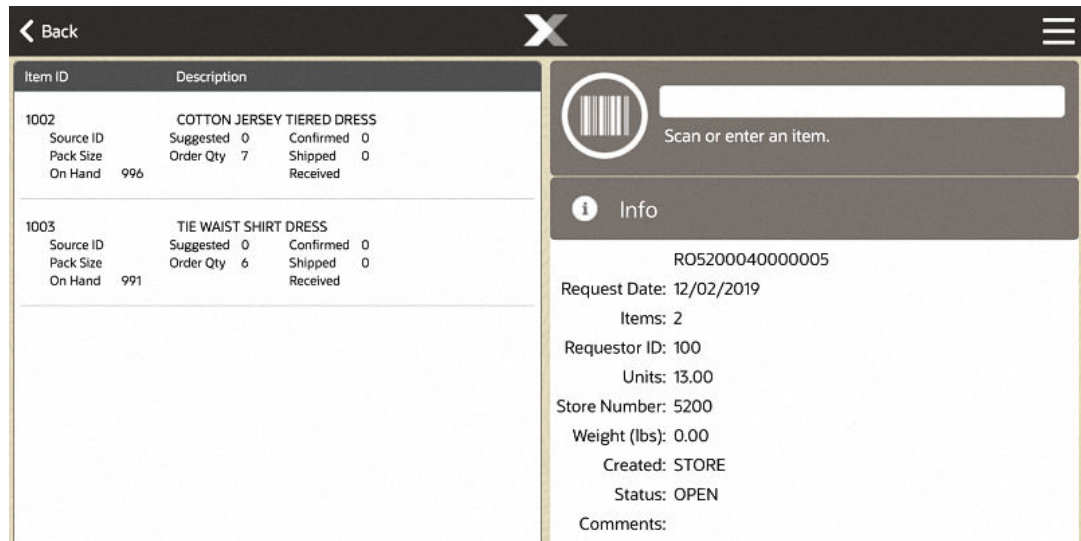 Back
Item ID Description
1002 COTTON JERSEY TIERED DRESS
Source ID Suggested 0 Confirmed 0
Pack Size Order Qty 7 Shipped 0
On Hand 996 Received
1003 TIE WAIST SHIRT DRESS
Source ID Suggested 0 Confirmed 0
Pack Size Order Qty 6 Shipped 0
On Hand 991 Received
Scan or enter an item.
Info
RO5200040000005
Request Date: 12/02/2019
Items: 2
Requestor ID: 100
Units: 13.00
Store Number: 5200
Weight (lbs): 0.00
Created: STORE
Status: OPEN
Comments: